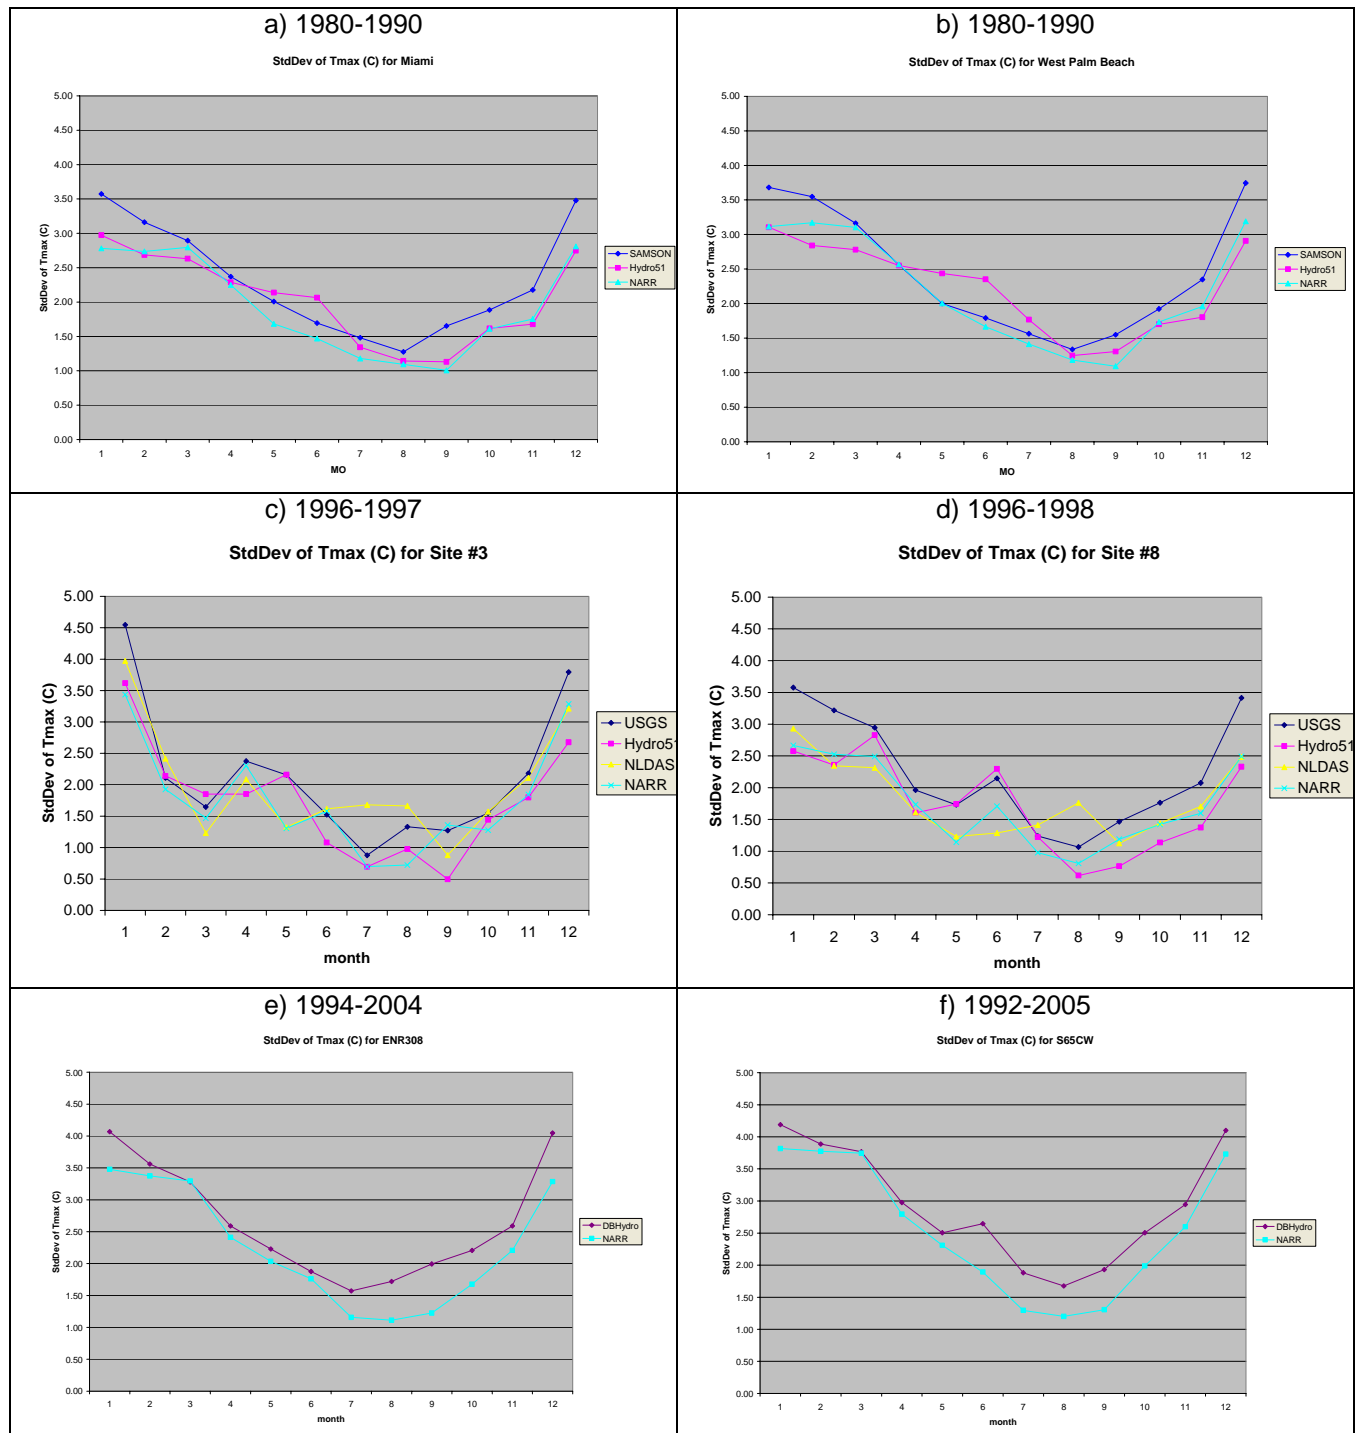 a) 1980-1990
StdDev of Tmax (C) for Miami
StdDev of Tmax (C)
5.00
4.50
4.00
3.50
3.00
2.50
2.00
1.50
1.00
0.50
0.00
1 2 3 4 5 6 7 8 9 10 11 12
MO
SAMSON
Hydro51
NARR
b) 1980-1990
StdDev of Tmax (C) for West Palm Beach
StdDev of Tmax (C)
5.00
4.50
4.00
3.50
3.00
2.50
2.00
1.50
1.00
0.50
0.00
1 2 3 4 5 6 7 8 9 10 11 12
MO
SAMSON
Hydro51
NARR
c) 1996-1997
StdDev of Tmax (C) for Site #3
StdDev of Tmax (C)
5.00
4.50
4.00
3.50
3.00
2.50
2.00
1.50
1.00
0.50
0.00
1 2 3 4 5 6 7 8 9 10 11 12
month
USGS
Hydro51
NLDAS
NARR
d) 1996-1998
StdDev of Tmax (C) for Site #8
StdDev of Tmax (C)
5.00
4.50
4.00
3.50
3.00
2.50
2.00
1.50
1.00
0.50
0.00
1 2 3 4 5 6 7 8 9 10 11 12
month
USGS
Hydro51
NLDAS
NARR
e) 1994-2004
StdDev of Tmax (C) for ENR308
StdDev of Tmax (C)
5.00
4.50
4.00
3.50
3.00
2.50
2.00
1.50
1.00
0.50
0.00
1 2 3 4 5 6 7 8 9 10 11 12
month
DBHydro
NARR
f) 1992-2005
StdDev of Tmax (C) for S65CW
StdDev of Tmax (C)
5.00
4.50
4.00
3.50
3.00
2.50
2.00
1.50
1.00
0.50
0.00
1 2 3 4 5 6 7 8 9 10 11 12
month
DBHydro
NARR